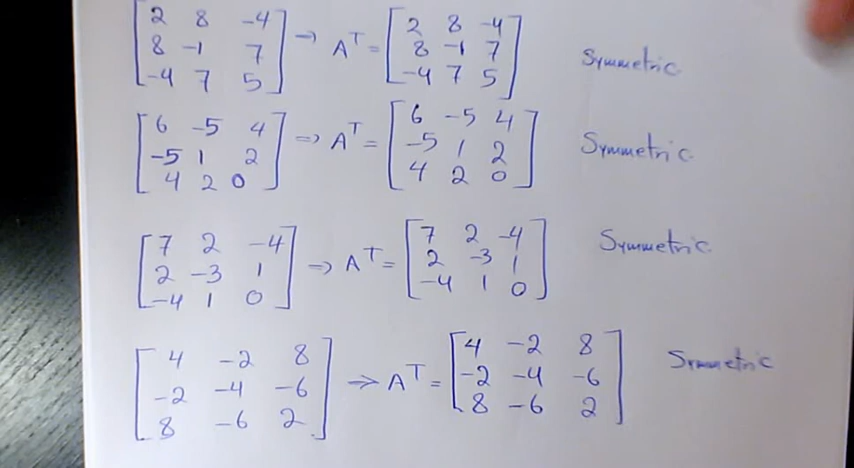 2 8 -4 2 8 -4
8 -1 7 → Aᵀ= 8 -1 7 Symmetric
-4 7 5 -4 7 5
6 -5 4 6 -5 4
-5 1 2 ⇒ Aᵀ= -5 1 2 Symmetric
4 2 0 4 2 0
7 2 -4 7 2 -4 Symmetric
2 -3 1 ⇒ Aᵀ= 2 -3 1
-4 1 0 -4 1 0
4 -2 8 4 -2 8 Symmetric
-2 -4 -6 ⇒ Aᵀ= -2 -4 -6
8 -6 2 8 -6 2